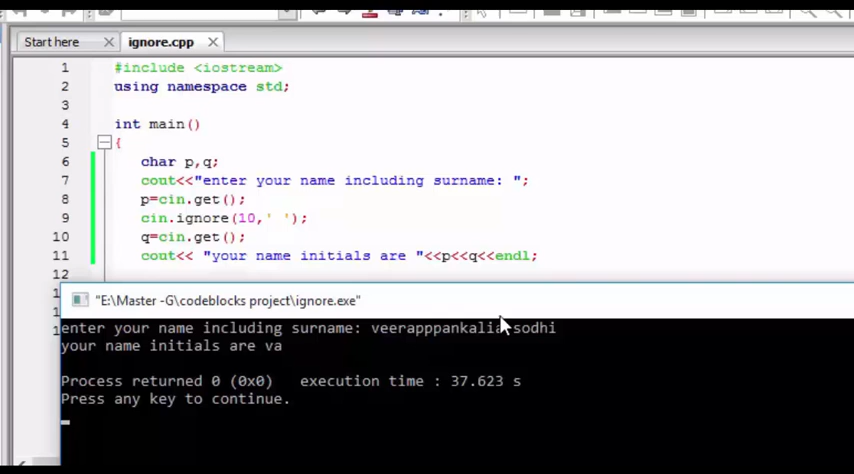 Start here
ignore.cpp
1 #include <iostream>
2 using namespace std;
3
4 int main()
5 {
6 char p,q;
7 cout<<"enter your name including surname: ";
8 p=cin.get();
9 cin.ignore(10,' ');
10 q=cin.get();
11 cout<< "your name initials are "<<p<<q<<endl;
12
"E:\Master -G\codeblocks project\ignore.exe"
enter your name including surname: veerapppankalia sodhi
your name initials are va
Process returned 0 (0x0) execution time : 37.623 s
Press any key to continue.